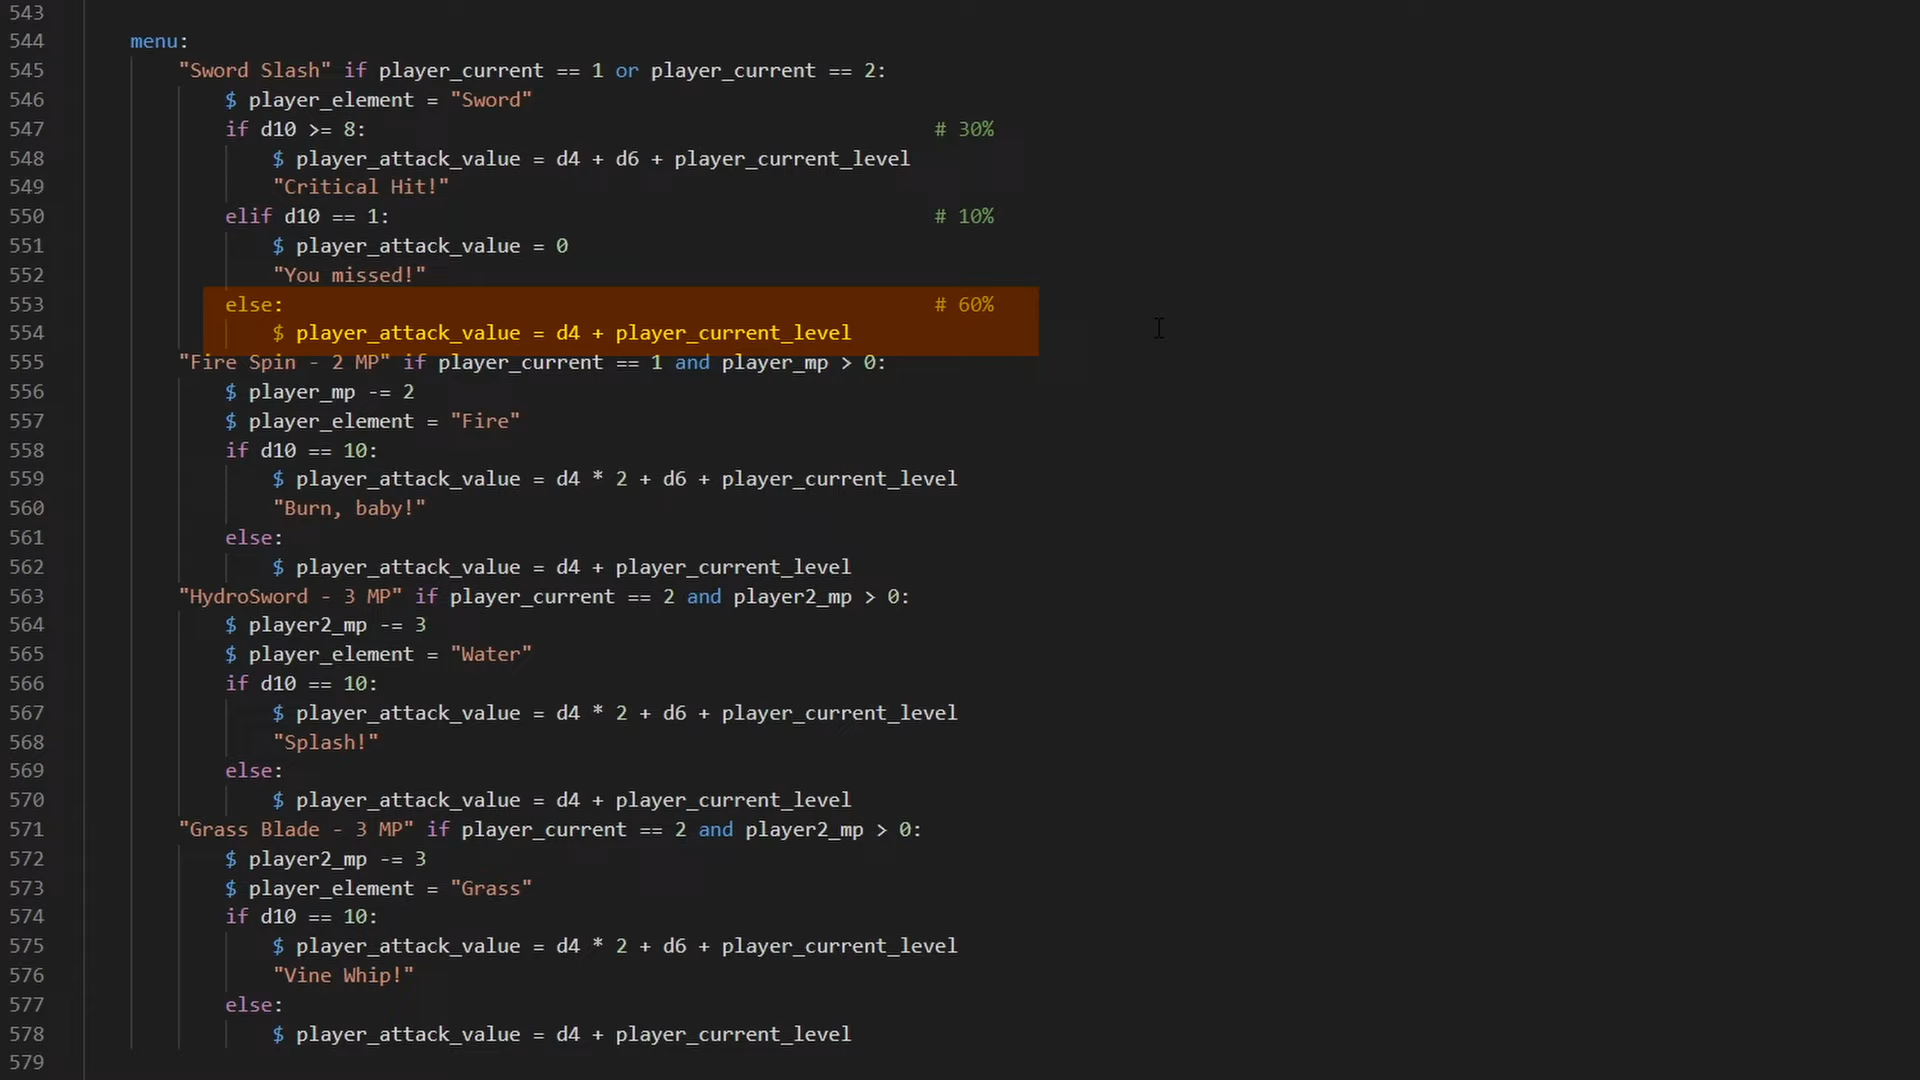 543
544 menu:
545 "Sword Slash" if player_current == 1 or player_current == 2:
546 $ player_element = "Sword"
547 if d10 >= 8: # 30%
548 $ player_attack_value = d4 + d6 + player_current_level
549 "Critical Hit!"
550 elif d10 == 1: # 10%
551 $ player_attack_value = 0
552 "You missed!"
553 else: # 60%
554 $ player_attack_value = d4 + player_current_level
555 "Fire Spin - 2 MP" if player_current == 1 and player_mp > 0:
556 $ player_mp -= 2
557 $ player_element = "Fire"
558 if d10 == 10:
559 $ player_attack_value = d4 * 2 + d6 + player_current_level
560 "Burn, baby!"
561 else:
562 $ player_attack_value = d4 + player_current_level
563 "HydroSword - 3 MP" if player_current == 2 and player2_mp > 0:
564 $ player2_mp -= 3
565 $ player_element = "Water"
566 if d10 == 10:
567 $ player_attack_value = d4 * 2 + d6 + player_current_level
568 "Splash!"
569 else:
570 $ player_attack_value = d4 + player_current_level
571 "Grass Blade - 3 MP" if player_current == 2 and player2_mp > 0:
572 $ player2_mp -= 3
573 $ player_element = "Grass"
574 if d10 == 10:
575 $ player_attack_value = d4 * 2 + d6 + player_current_level
576 "Vine Whip!"
577 else:
578 $ player_attack_value = d4 + player_current_level
579